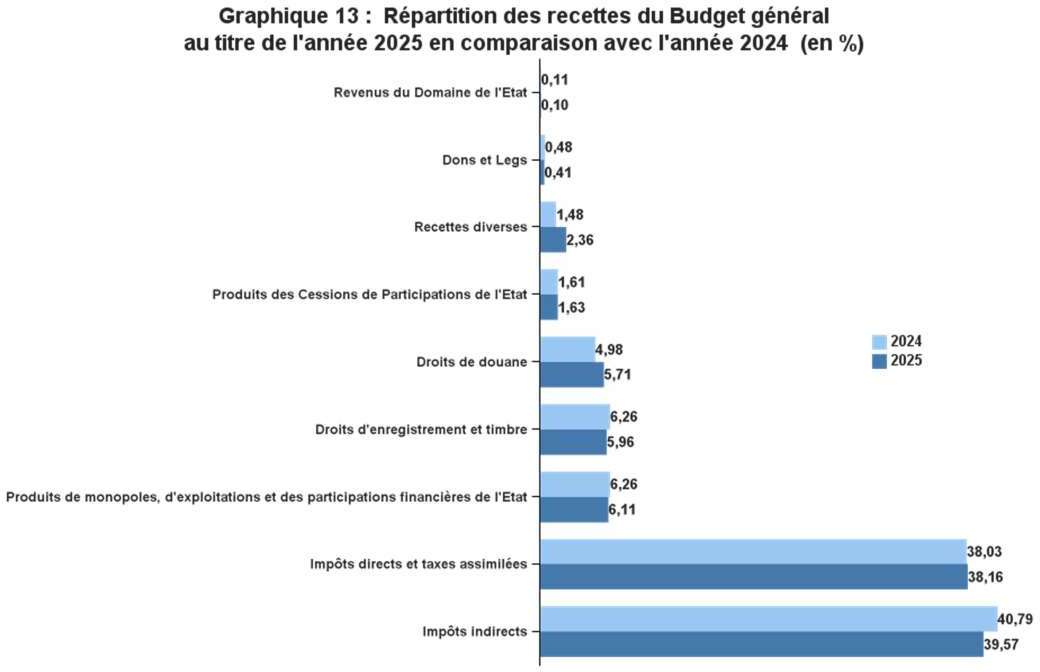 Graphique 13 : Répartition des recettes du Budget général
au titre de l'année 2025 en comparaison avec l'année 2024 (en %)
Revenus du Domaine de l'Etat
0,11
0,10
Dons et Legs
0,48
0,41
Recettes diverses
1,48
2,36
Produits des Cessions de Participations de l'Etat
1,61
1,63
Droits de douane
4,98
5,71
2024
2025
Droits d'enregistrement et timbre
6,26
5,96
Produits de monopoles, d'exploitations et des participations financières de l'Etat
6,26
6,11
Impôts directs et taxes assimilées
38,03
38,16
Impôts indirects
40,79
39,57